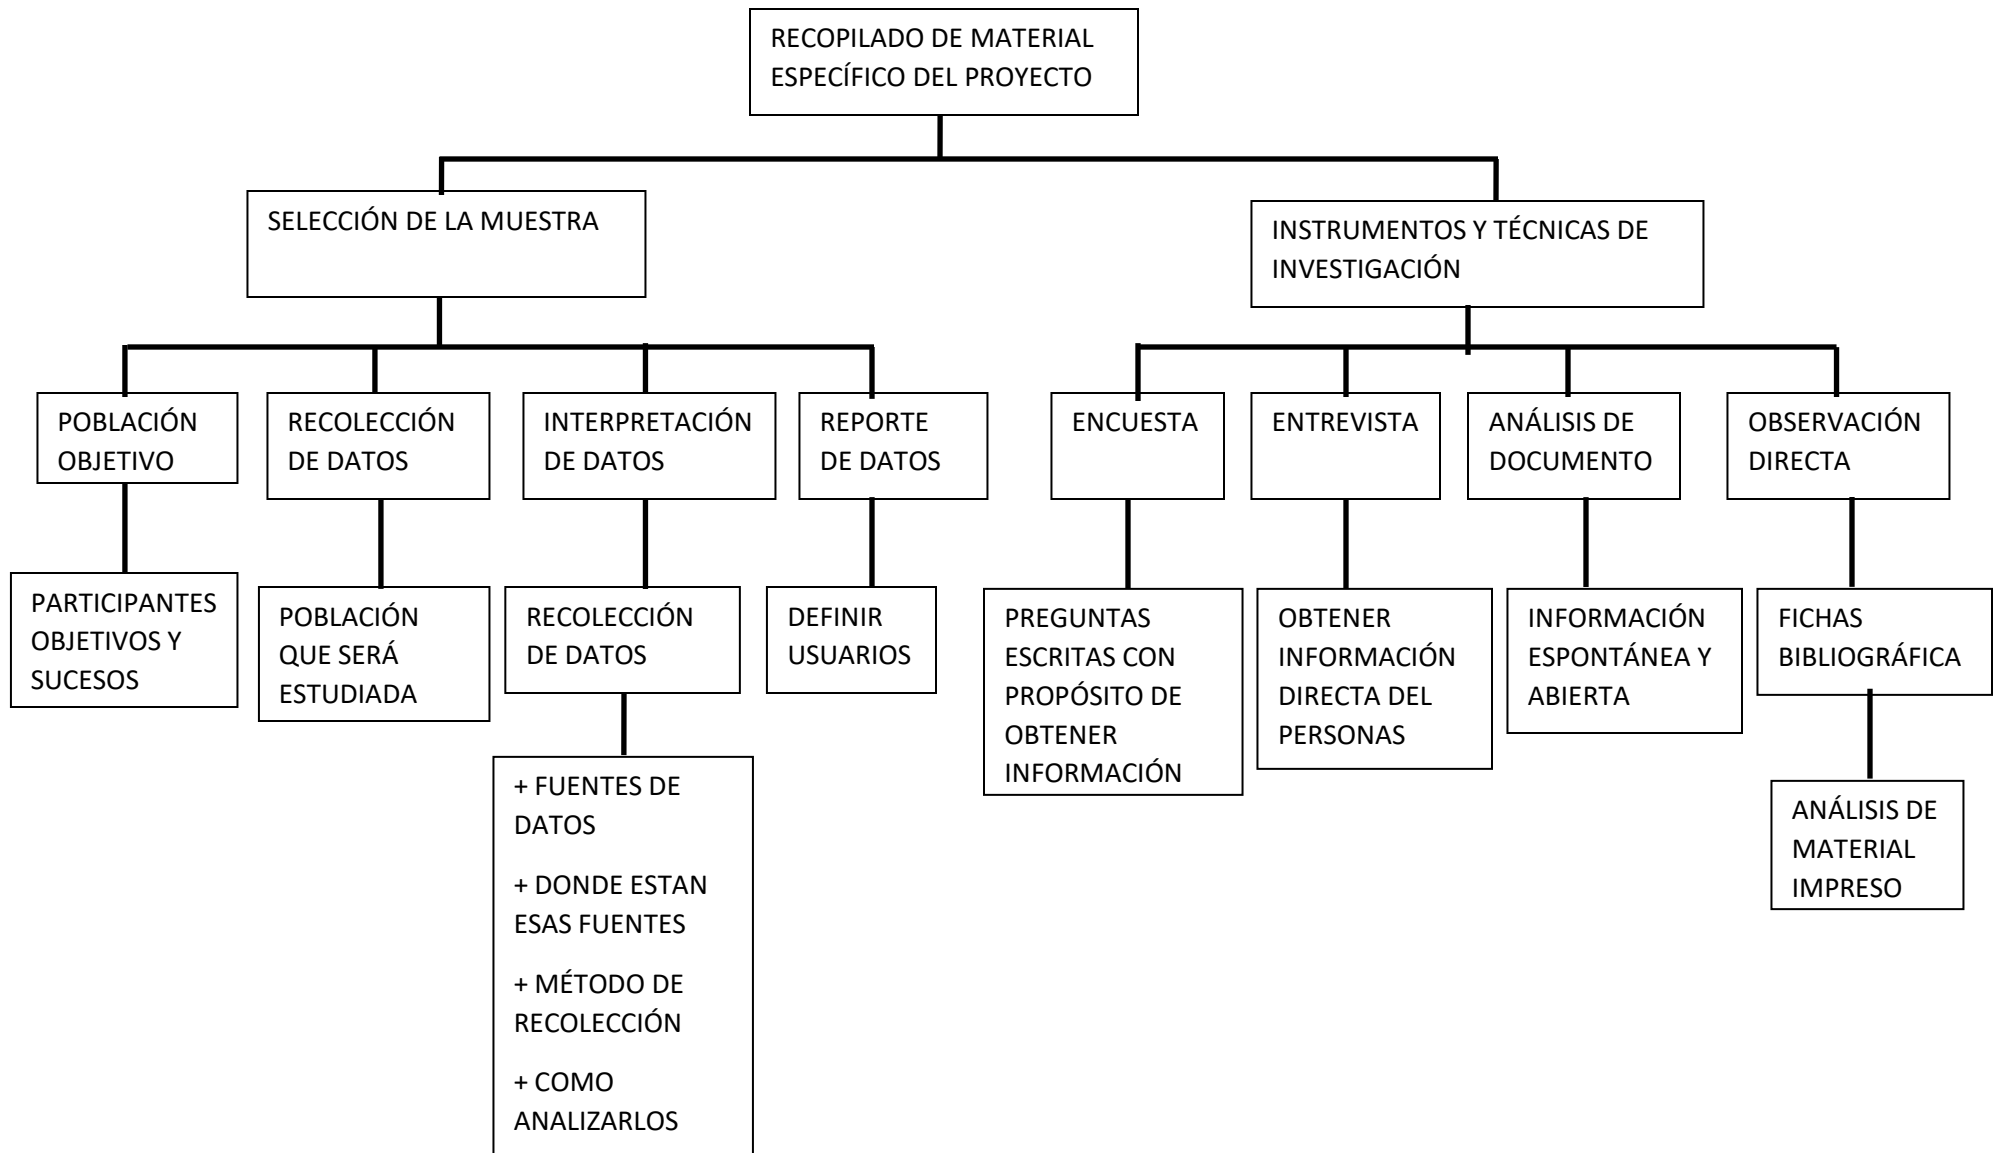 RECOPILADO DE MATERIAL
ESPECÍFICO DEL PROYECTO
SELECCIÓN DE LA MUESTRA
INSTRUMENTOS Y TÉCNICAS DE
INVESTIGACIÓN
POBLACIÓN
OBJETIVO
RECOLECCIÓN
DE DATOS
INTERPRETACIÓN
DE DATOS
REPORTE
DE DATOS
ENCUESTA
ENTREVISTA
ANÁLISIS DE
DOCUMENTO
OBSERVACIÓN
DIRECTA
PARTICIPANTES
OBJETIVOS Y
SUCESOS
POBLACIÓN
QUE SERÁ
ESTUDIADA
RECOLECCIÓN
DE DATOS
DEFINIR
USUARIOS
PREGUNTAS
ESCRITAS CON
PROPÓSITO DE
OBTENER
INFORMACIÓN
OBTENER
INFORMACIÓN
DIRECTA DEL
PERSONAS
INFORMACIÓN
ESPONTÁNEA Y
ABIERTA
FICHAS
BIBLIOGRÁFICA
+ FUENTES DE
DATOS
+ DONDE ESTAN
ESAS FUENTES
+ MÉTODO DE
RECOLECCIÓN
+ COMO
ANALIZARLOS
ANÁLISIS DE
MATERIAL
IMPRESO